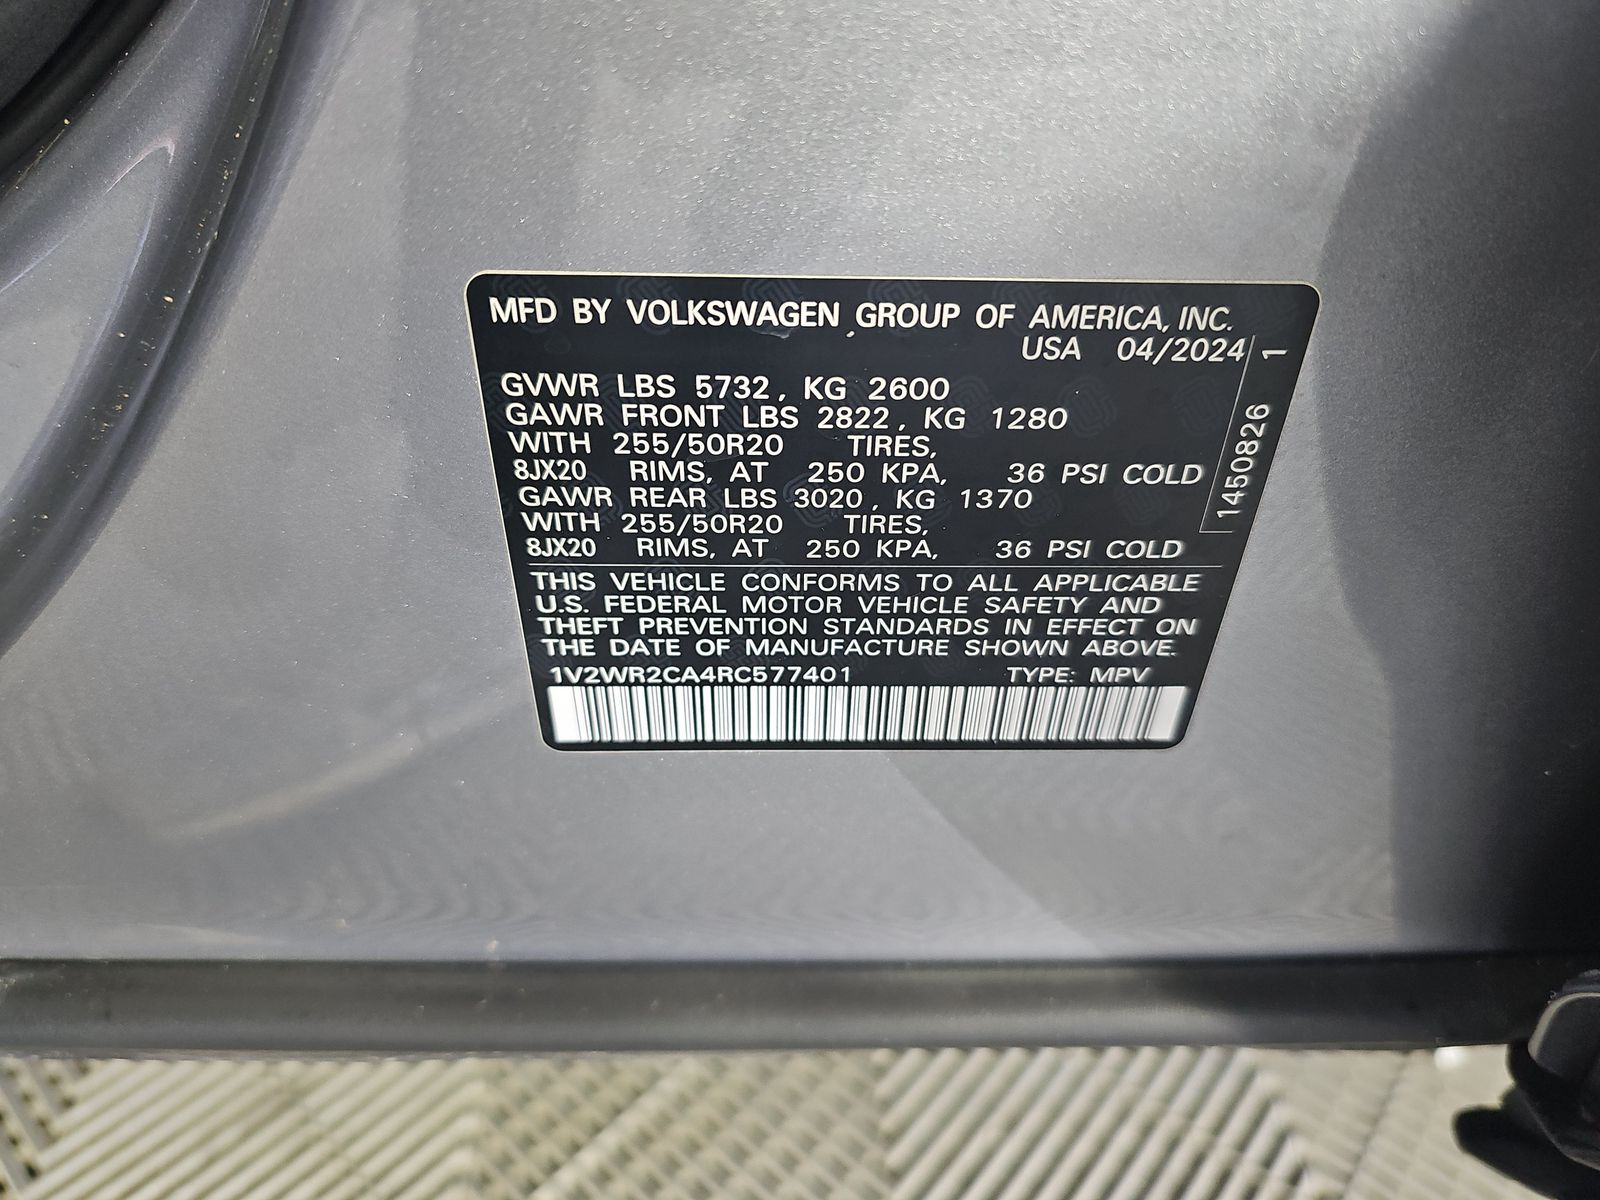 MFD BY VOLKSWAGEN GROUP OF AMERICA, INC.
USA 04/2024
GVWR LBS 5732, KG 2600
GAWR FRONT LBS 2822, KG 1280
WITH 255/50R20 TIRES,
8JX20 RIMS, AT 250 KPA, 36 PSI COLD
GAWR REAR LBS 3020, KG 1370
WITH 255/50R20 TIRES,
8JX20 RIMS, AT 250 KPA, 36 PSI COLD
THIS VEHICLE CONFORMS TO ALL APPLICABLE
U.S. FEDERAL MOTOR VEHICLE SAFETY AND
THEFT PREVENTION STANDARDS IN EFFECT ON
THE DATE OF MANUFACTURE SHOWN ABOVE.
1V2WR2CA4RC577401 TYPE: MPV
1450826 1